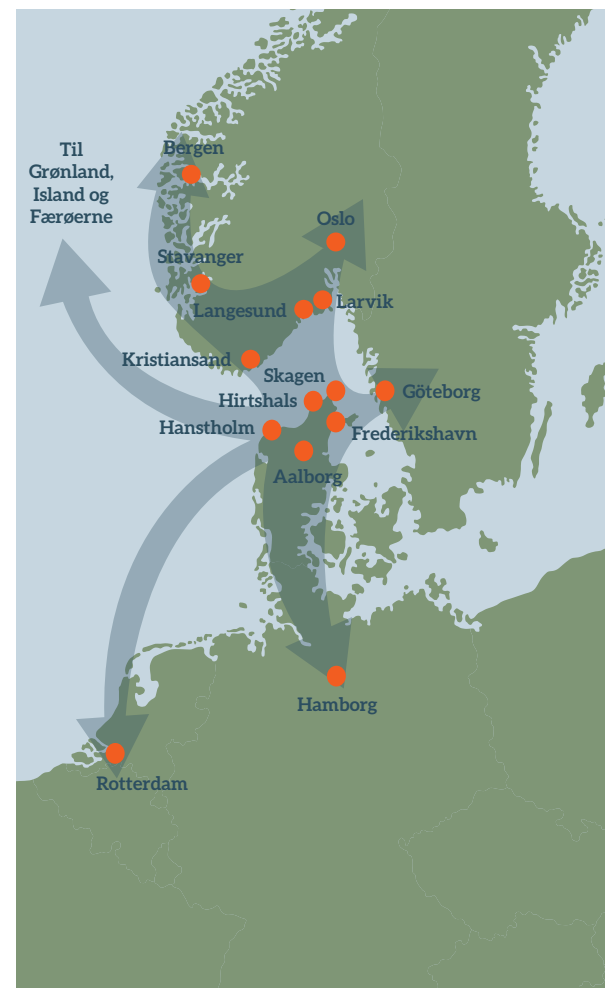 Bergen
Til
Grønland,
Island og
Færøerne
Oslo
Stavanger
Larvik
Langesund
Kristiansand
Skagen
Göteborg
Hirtshals
Hanstholm
Frederikshavn
Aalborg
Hamborg
Rotterdam